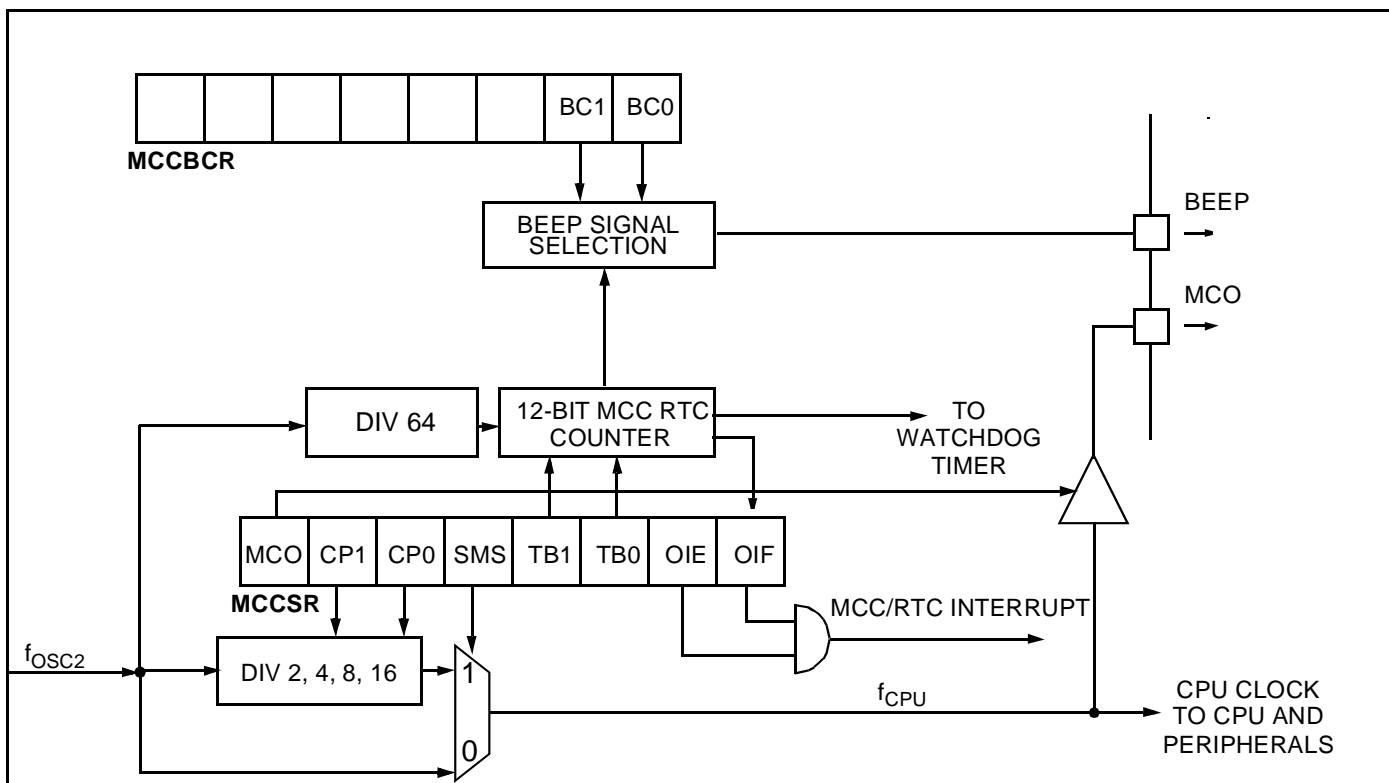 BC1 BC0
MCCBCR
BEEP SIGNAL
SELECTION
BEEP
MCO
DIV 64
12-BIT MCC RTC
COUNTER
TO
WATCHDOG
TIMER
MCO CP1 CP0 SMS TB1 TB0 OIE OIF
MCCSR
MCC/RTC INTERRUPT
fOSC2
DIV 2, 4, 8, 16
1
0
fCPU
CPU CLOCK
TO CPU AND
PERIPHERALS